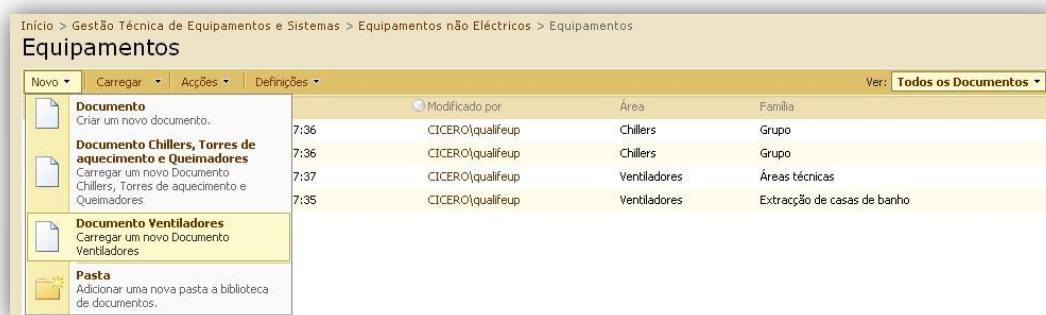 Início > Gestão Técnica de Equipamentos e Sistemas > Equipamentos não Eléctricos > Equipamentos
Equipamentos
Novo Carregar Acções Definições Ver: Todos os Documentos
Modificado por Área Família
Documento
Criar um novo documento.
7:36 CICERO\qualifeup Chillers Grupo
Documento Chillers, Torres de
aquecimento e Queimadores
Carregar um novo Documento
Chillers, Torres de aquecimento e
Queimadores
7:36 CICERO\qualifeup Chillers Grupo
7:37 CICERO\qualifeup Ventiladores Áreas técnicas
7:35 CICERO\qualifeup Ventiladores Extracção de casas de banho
Documento Ventiladores
Carregar um novo Documento
Ventiladores
Pasta
Adicionar uma nova pasta a biblioteca
de documentos.